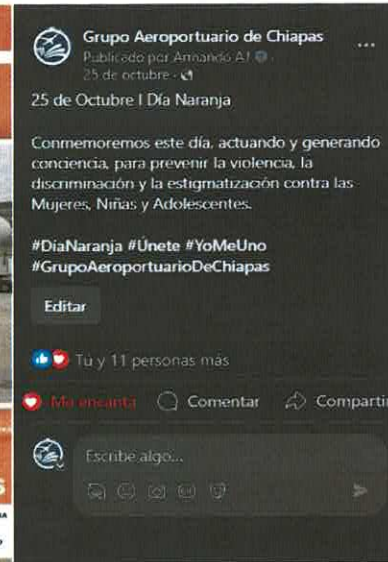 Grupo Aeroportuario de Chiapas
Publicado por Armando AJ
25 de octubre
25 de Octubre I Día Naranja
Conmemoremos este día, actuando y generando
conciencia, para prevenir la violencia, la
discriminación y la estigmatización contra las
Mujeres, Niñas y Adolescentes.
#DíaNaranja #Únete #YoMeUno
#GrupoAeroportuarioDeChiapas
Editar
Tú y 11 personas más
Me encanta Comentar Compartir
Escribe algo...